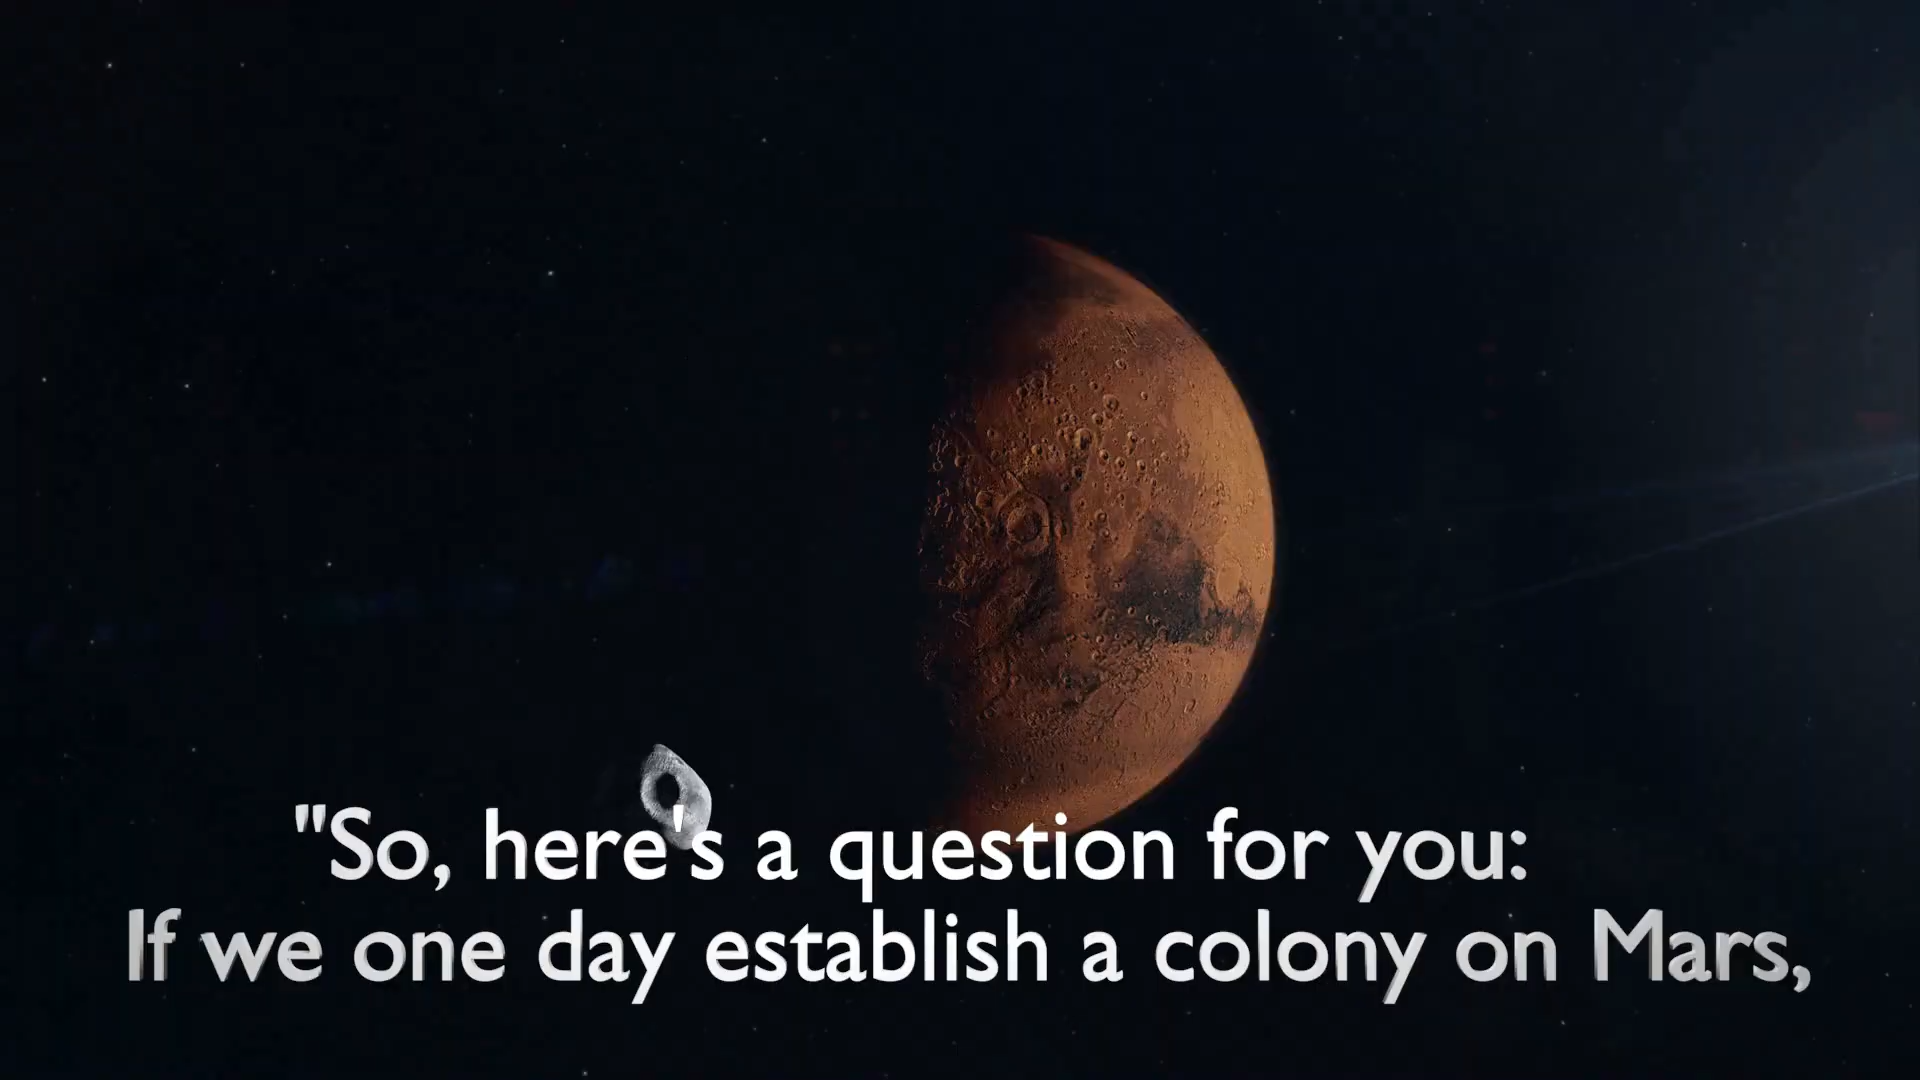 "So, here's a question for you:
If we one day establish a colony on Mars,